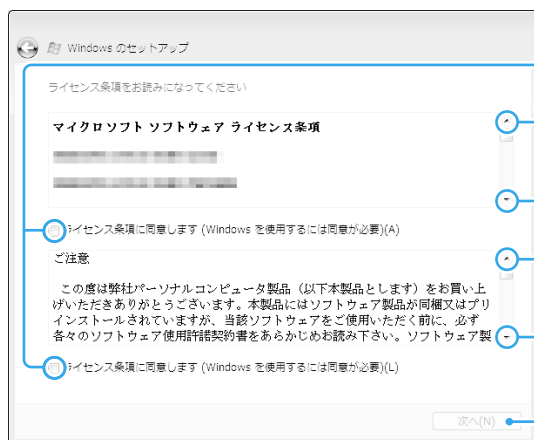 Windows のセットアップ
ライセンス条項をお読みになってください
マイクロソフト ソフトウェア ライセンス条項
ライセンス条項に同意します (Windows を使用するには同意が必要)(A)
ご注意
この度は弊社パーソナルコンピュータ製品（以下本製品とします）をお買い上
げいただきありがとうございます。本製品にはソフトウェア製品が同梱又はプリ
インストールされていますが、当該ソフトウェアをご使用いただく前に、必ず
各々のソフトウェア使用許諾契約書をあらかじめお読み下さい。ソフトウェア製
ライセンス条項に同意します (Windows を使用するには同意が必要)(L)
次へ(N)